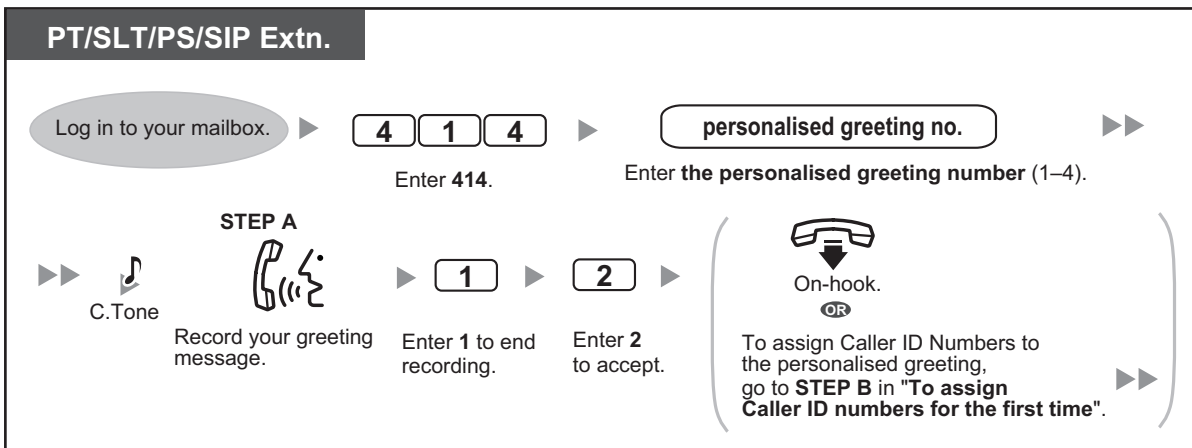 PT/SLT/PS/SIP Extn.
Log in to your mailbox.
4 1 4
Enter 414.
personalised greeting no.
Enter the personalised greeting number (1–4).
C.Tone
STEP A
Record your greeting
message.
1
Enter 1 to end
recording.
2
Enter 2
to accept.
On-hook.
OR
To assign Caller ID Numbers to
the personalised greeting,
go to STEP B in "To assign
Caller ID numbers for the first time".